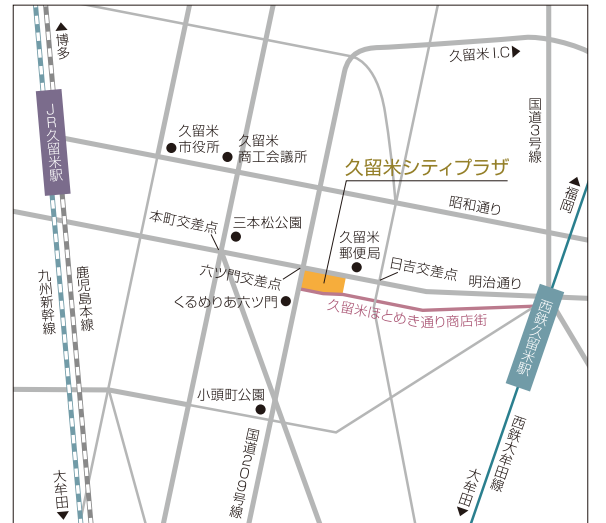 ▲博多
久留米I.C▶
JR久留米駅
国道3号線
久留米
市役所
久留米
商工会議所
久留米シティプラザ
▲福岡
昭和通り
本町交差点
三本松公園
久留米
郵便局
日吉交差点
明治通り
六ツ門交差点
くるめりあ六ツ門
久留米ほとめき通り商店街
西鉄久留米駅
九州新幹線
鹿児島本線
小頭町公園
国道209号線
西鉄大牟田線
大牟田▼
大牟田▼